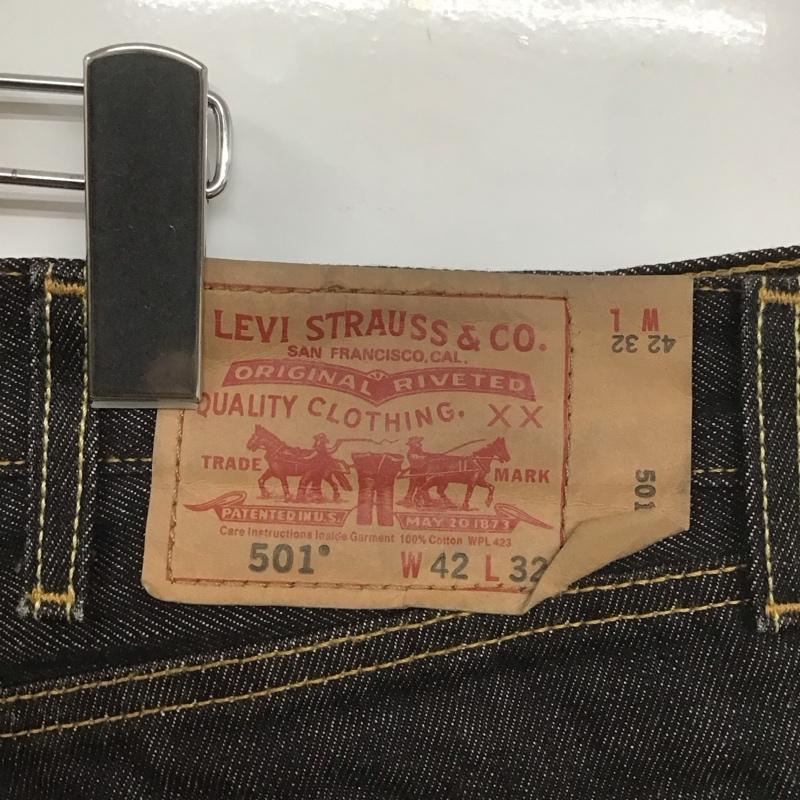 LEVI STRAUSS & CO.
SAN FRANCISCO, CAL.
ORIGINAL RIVETED
QUALITY CLOTHING. XX
TRADE MARK
PATENTED IN U.S. MAY 20 1873
Care Instructions Inside Garment 100% Cotton WPL 423
501® W 42 L 32
W L
42 32
501